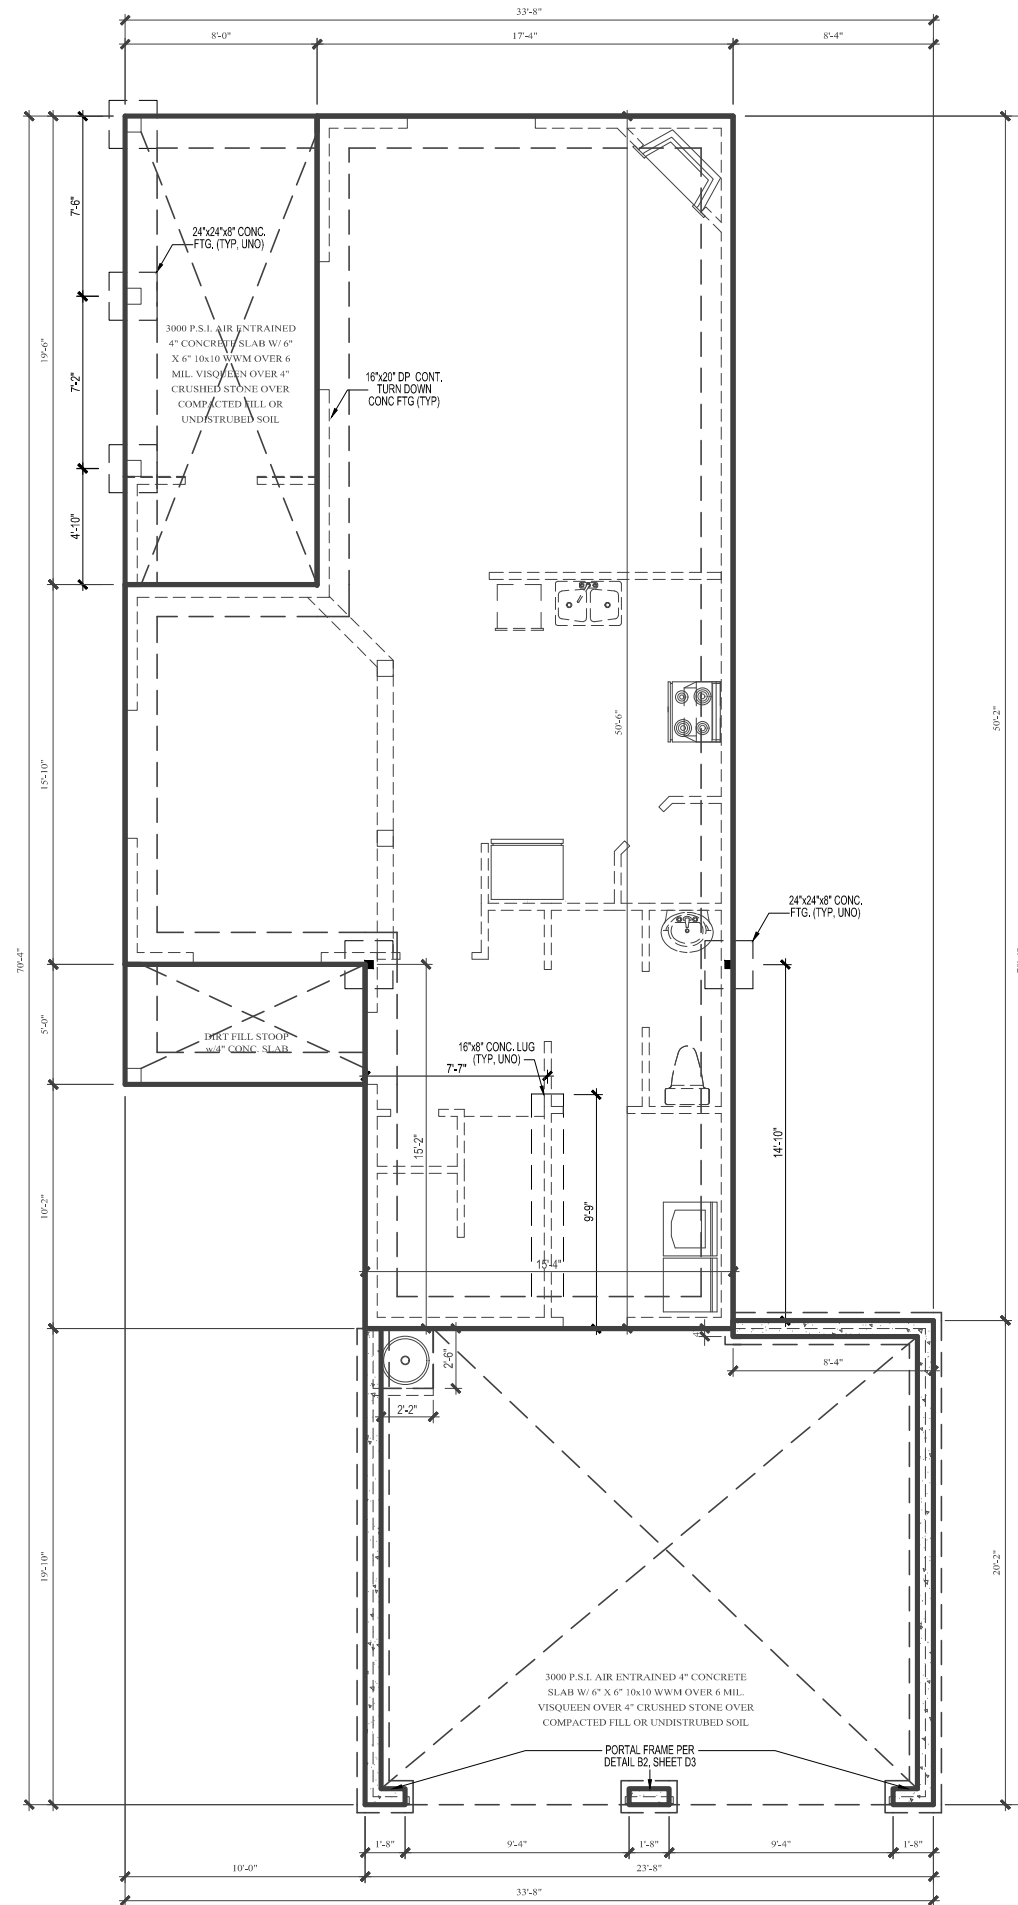 33'-8"
8'-0"
17'-4"
8'-4"
7'-6"
24"x24"x8" CONC.
FTG. (TYP, UNO)
3000 P.S.I. AIR ENTRAINED
4" CONCRETE SLAB W/ 6"
X 6" 10x10 WWM OVER 6
MIL. VISQUEEN OVER 4"
CRUSHED STONE OVER
COMPACTED FILL OR
UNDISTRUBED SOIL
19'-6"
7'-2"
16"x20" DP CONT.
TURN DOWN
CONC FTG (TYP)
4'-10"
50'-6"
50'-2"
15'-10"
24"x24"x8" CONC.
FTG. (TYP, UNO)
70'-4"
5'-0"
DIRT FILL STOOP
w/4" CONC. SLAB
16"x8" CONC. LUG
(TYP, UNO)
7'-7"
15'-2"
14'-10"
10'-2"
9'-9"
15'-4"
2'-6"
8'-4"
2'-2"
19'-10"
20'-2"
3000 P.S.I. AIR ENTRAINED 4" CONCRETE
SLAB W/ 6" X 6" 10x10 WWM OVER 6 MIL.
VISQUEEN OVER 4" CRUSHED STONE OVER
COMPACTED FILL OR UNDISTRUBED SOIL
PORTAL FRAME PER
DETAIL B2, SHEET D3
1'-8"
9'-4"
1'-8"
9'-4"
1'-8"
10'-0"
23'-8"
33'-8"